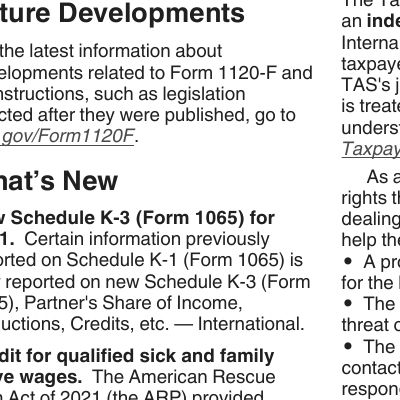 ture Developments
the latest information about
elopments related to Form 1120-F and
nstructions, such as legislation
cted after they were published, go to
gov/Form1120F.
hat's New
w Schedule K-3 (Form 1065) for
1. Certain information previously
orted on Schedule K-1 (Form 1065) is
reported on new Schedule K-3 (Form
5), Partner's Share of Income,
uctions, Credits, etc. — International.
dit for qualified sick and family
ve wages. The American Rescue
n Act of 2021 (the ARP) provided
The Ta
an inde
Interna
taxpaye
TAS's j
is treate
underst
Taxpay
As a
rights th
dealing
help the
• A pro
for the
• The
threat o
• The
contact
respon